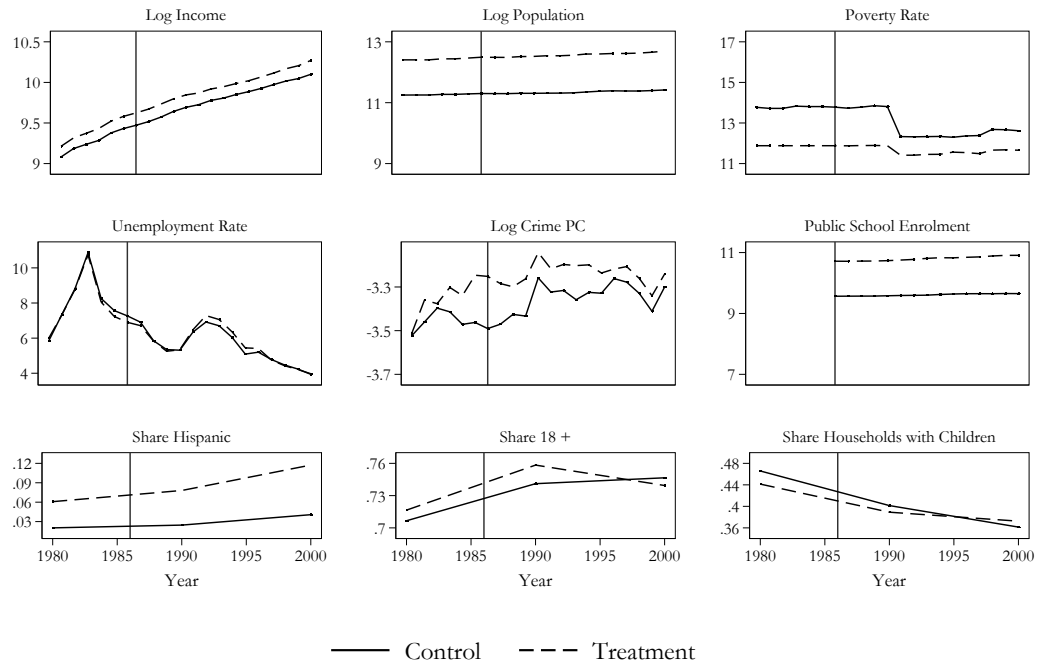 Log Income
10.5
10
9.5
9
Log Population
13
11
9
Poverty Rate
17
15
13
11
Unemployment Rate
10
8
6
4
Log Crime PC
-3.3
-3.5
-3.7
Public School Enrolment
11
9
7
Share Hispanic
.12
.09
.06
.03
1980 1985 1990 1995 2000
Year
Share 18 +
.76
.73
.7
1980 1985 1990 1995 2000
Year
Share Households with Children
.48
.44
.4
.36
1980 1985 1990 1995 2000
Year
Control Treatment